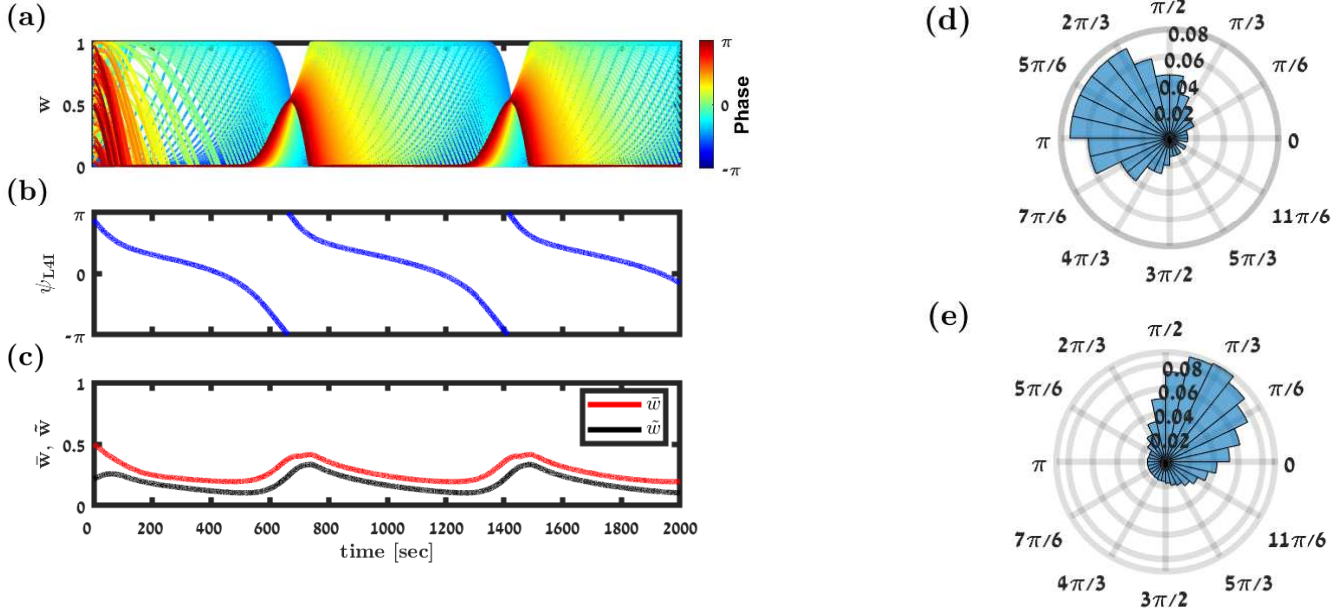 (a)
1
0.5
0
w
π
0
-π
Phase
(b)
π
0
-π
ψL4I
(c)
1
0.5
0
w̄, w̃
w̄
w̃
0 200 400 600 800 1000 1200 1400 1600 1800 2000
time [sec]
(d)
π/2
2π/3 π/3
5π/6 π/6
π 0
7π/6 11π/6
4π/3 5π/3
3π/2
0.08
0.06
0.04
0.02
(e)
π/2
2π/3 π/3
5π/6 π/6
π 0
7π/6 11π/6
4π/3 5π/3
3π/2
0.08
0.06
0.04
0.02